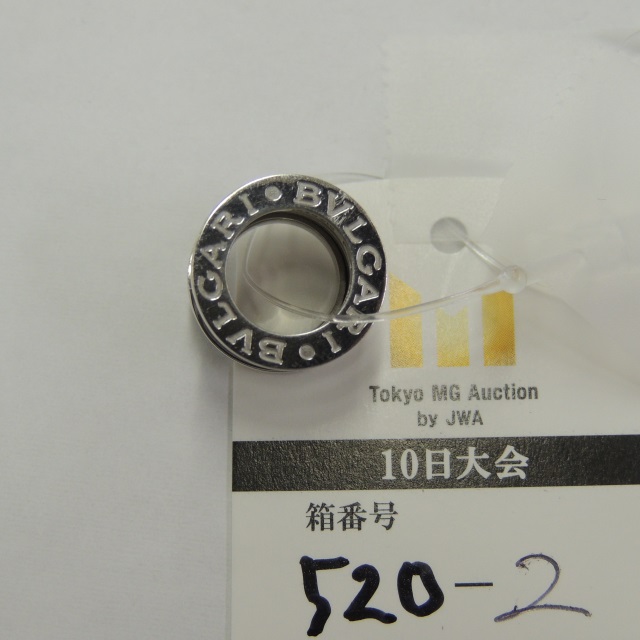 BVLGARI • BVLGARI •
Tokyo MG Auction
by JWA
10日大会
箱番号
520-2